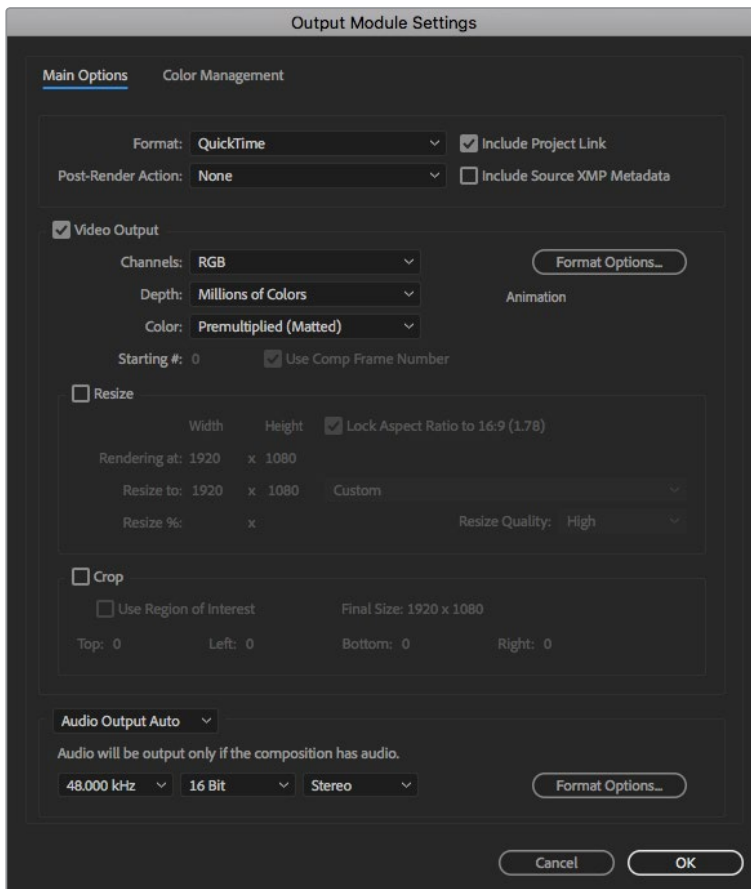 Output Module Settings
Main Options Color Management
Format: QuickTime Include Project Link
Post-Render Action: None Include Source XMP Metadata
Video Output
Channels: RGB Format Options...
Depth: Millions of Colors Animation
Color: Premultiplied (Matted)
Starting #: 0 Use Comp Frame Number
Resize
Width Height Lock Aspect Ratio to 16:9 (1.78)
Rendering at: 1920 x 1080
Resize to: 1920 x 1080 Custom
Resize %: x Resize Quality: High
Crop
Use Region of Interest Final Size: 1920 x 1080
Top: 0 Left: 0 Bottom: 0 Right: 0
Audio Output Auto
Audio will be output only if the composition has audio.
48.000 kHz 16 Bit Stereo Format Options...
Cancel OK